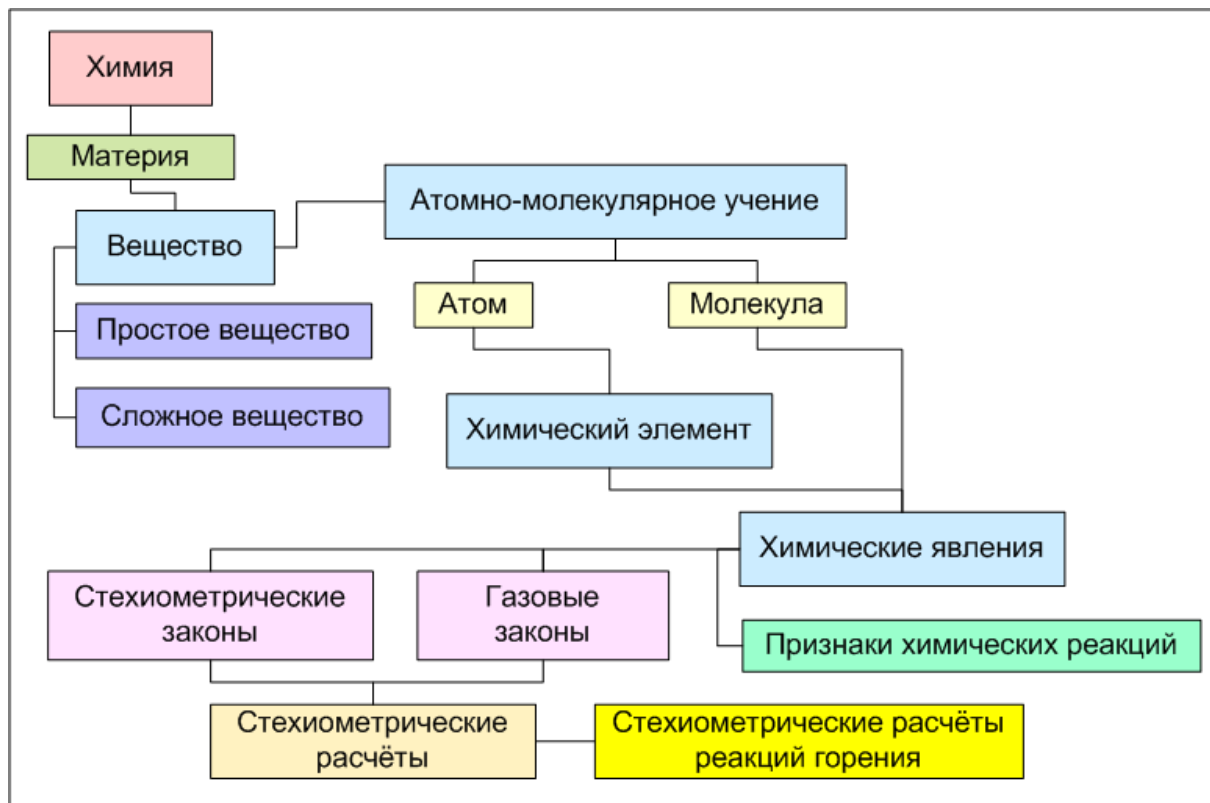 Химия
Материя
Атомно-молекулярное учение
Вещество
Атом
Молекула
Простое вещество
Сложное вещество
Химический элемент
Химические явления
Стехиометрические
законы
Газовые
законы
Признаки химических реакций
Стехиометрические
расчёты
Стехиометрические расчёты
реакций горения